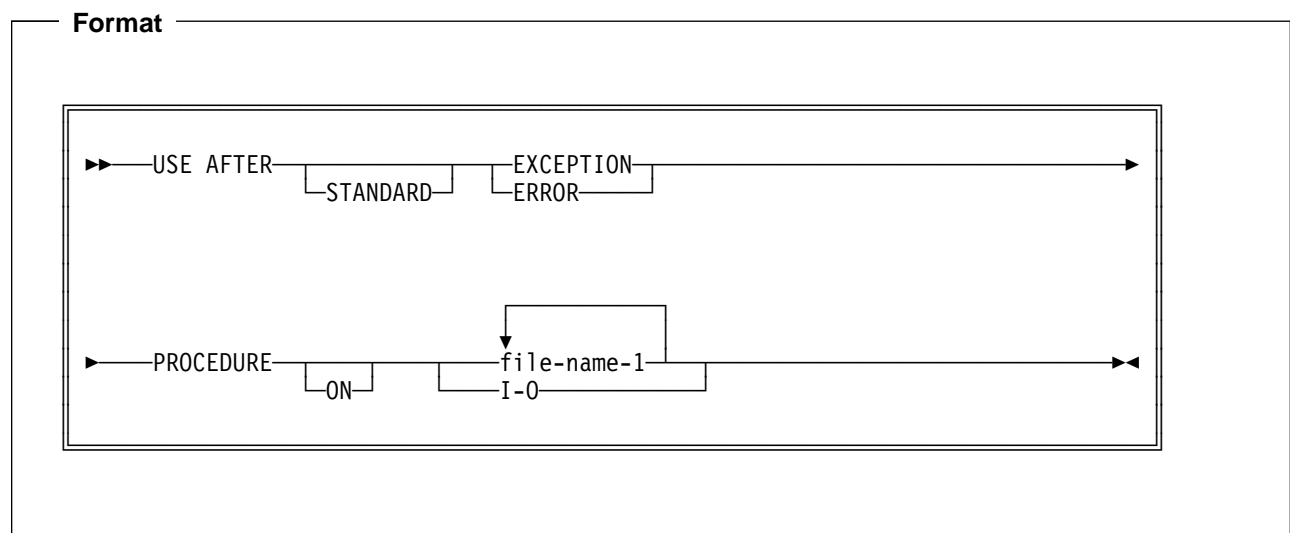 Format
USE AFTER EXCEPTION
STANDARD ERROR
PROCEDURE file-name-1
ON I-O